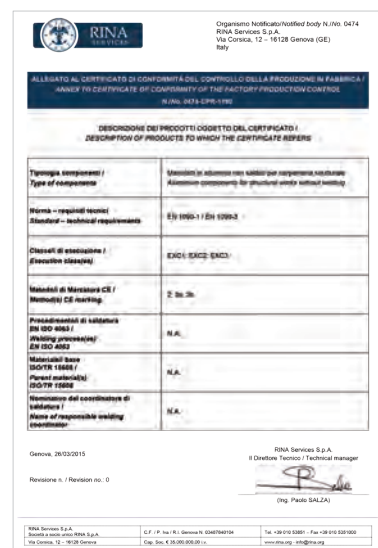 RINA
SERVICES
Organismo Notificato/Notified body N./No. 0474
RINA Services S.p.A.
Via Corsica, 12 – 16128 Genova (GE)
Italy
ALLEGATO AL CERTIFICATO DI CONFORMITÀ DEL CONTROLLO DELLA PRODUZIONE IN FABBRICA /
ANNEX TO CERTIFICATE OF CONFORMITY OF THE FACTORY PRODUCTION CONTROL
N./No. 0474-CPR-1190
DESCRIZIONE DEI PRODOTTI OGGETTO DEL CERTIFICATO /
DESCRIPTION OF PRODUCTS TO WHICH THE CERTIFICATE REFERS
Tipologia componenti /
Type of components
in alluminio non saldati per carpenteria strutturale
Aluminium components for structural works without welding
Norma – requisiti tecnici
Standard – technical requirements
EN 1090-1 / EN 1090-3
Classe/i di esecuzione /
Execution class(es)
EXC1, EXC2, EXC3
Metodo/i di Marcatura CE /
Method(s) CE marking
2, 3a, 3b
Procedimento/i di saldatura
EN ISO 4063 /
Welding process(es)
EN ISO 4063
N.A.
Materiale/i base
ISO/TR 15608 /
Parent material(s)
ISO/TR 15608
N.A.
Nominativo del coordinatore di
saldatura /
Name of responsible welding
coordinator
N.A.
Genova, 26/03/2015
RINA Services S.p.A.
Il Direttore Tecnico / Technical manager
Revisione n. / Revision no.: 0
(Ing. Paolo SALZA)
RINA Services S.p.A.
Società a socio unico RINA S.p.A.
C.F. / P. Iva / R.I. Genova N. 03487840104
Tel. +39 010 53851 - Fax +39 010 5351000
Via Corsica, 12 - 16128 Genova
Cap. Soc. € 35.000.000,00 i.v.
www.rina.org - info@rina.org